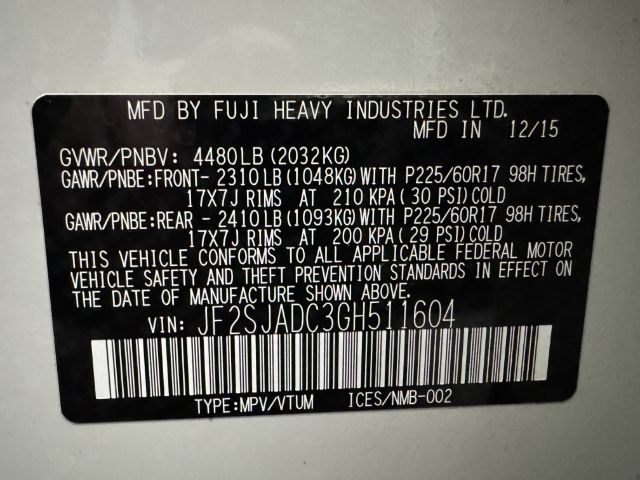 MFD BY FUJI HEAVY INDUSTRIES LTD.
MFD IN 12/15
GVWR/PNBV: 4480LB (2032KG)
GAWR/PNBE:FRONT- 2310LB (1048KG) WITH P225/60R17 98H TIRES,
17X7J RIMS AT 210 KPA (30 PSI) COLD
GAWR/PNBE:REAR - 2410LB (1093KG) WITH P225/60R17 98H TIRES,
17X7J RIMS AT 200 KPA (29 PSI) COLD
THIS VEHICLE CONFORMS TO ALL APPLICABLE FEDERAL MOTOR
VEHICLE SAFETY AND THEFT PREVENTION STANDARDS IN EFFECT ON
THE DATE OF MANUFACTURE SHOWN ABOVE.
VIN: JF2SJADC3GH511604
TYPE:MPV/VTUM ICES/NMB-002